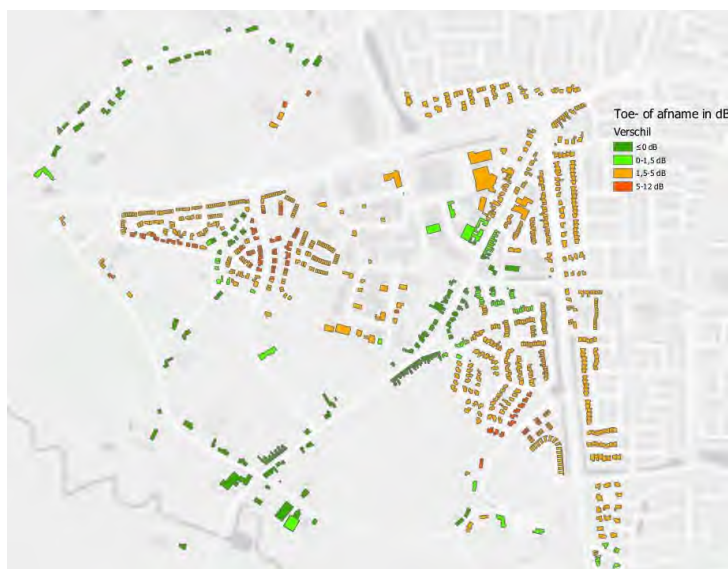 Toe- of afname in dB
Verschil
≤0 dB
0-1,5 dB
1,5-5 dB
5-12 dB